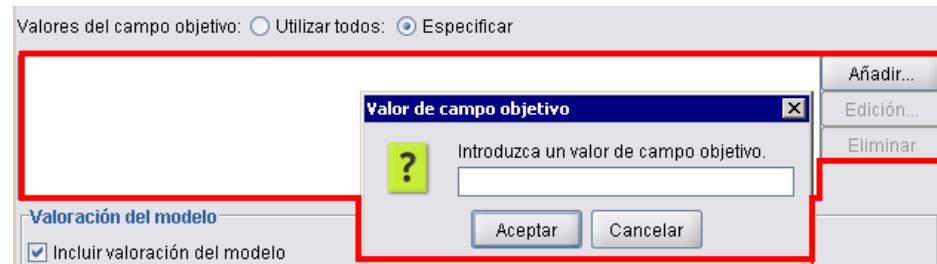 Valores del campo objetivo: Utilizar todos: Especificar
Añadir...
Valor de campo objetivo
Edición...
Introduzca un valor de campo objetivo.
Eliminar
?
Aceptar Cancelar
Valoración del modelo
Incluir valoración del modelo